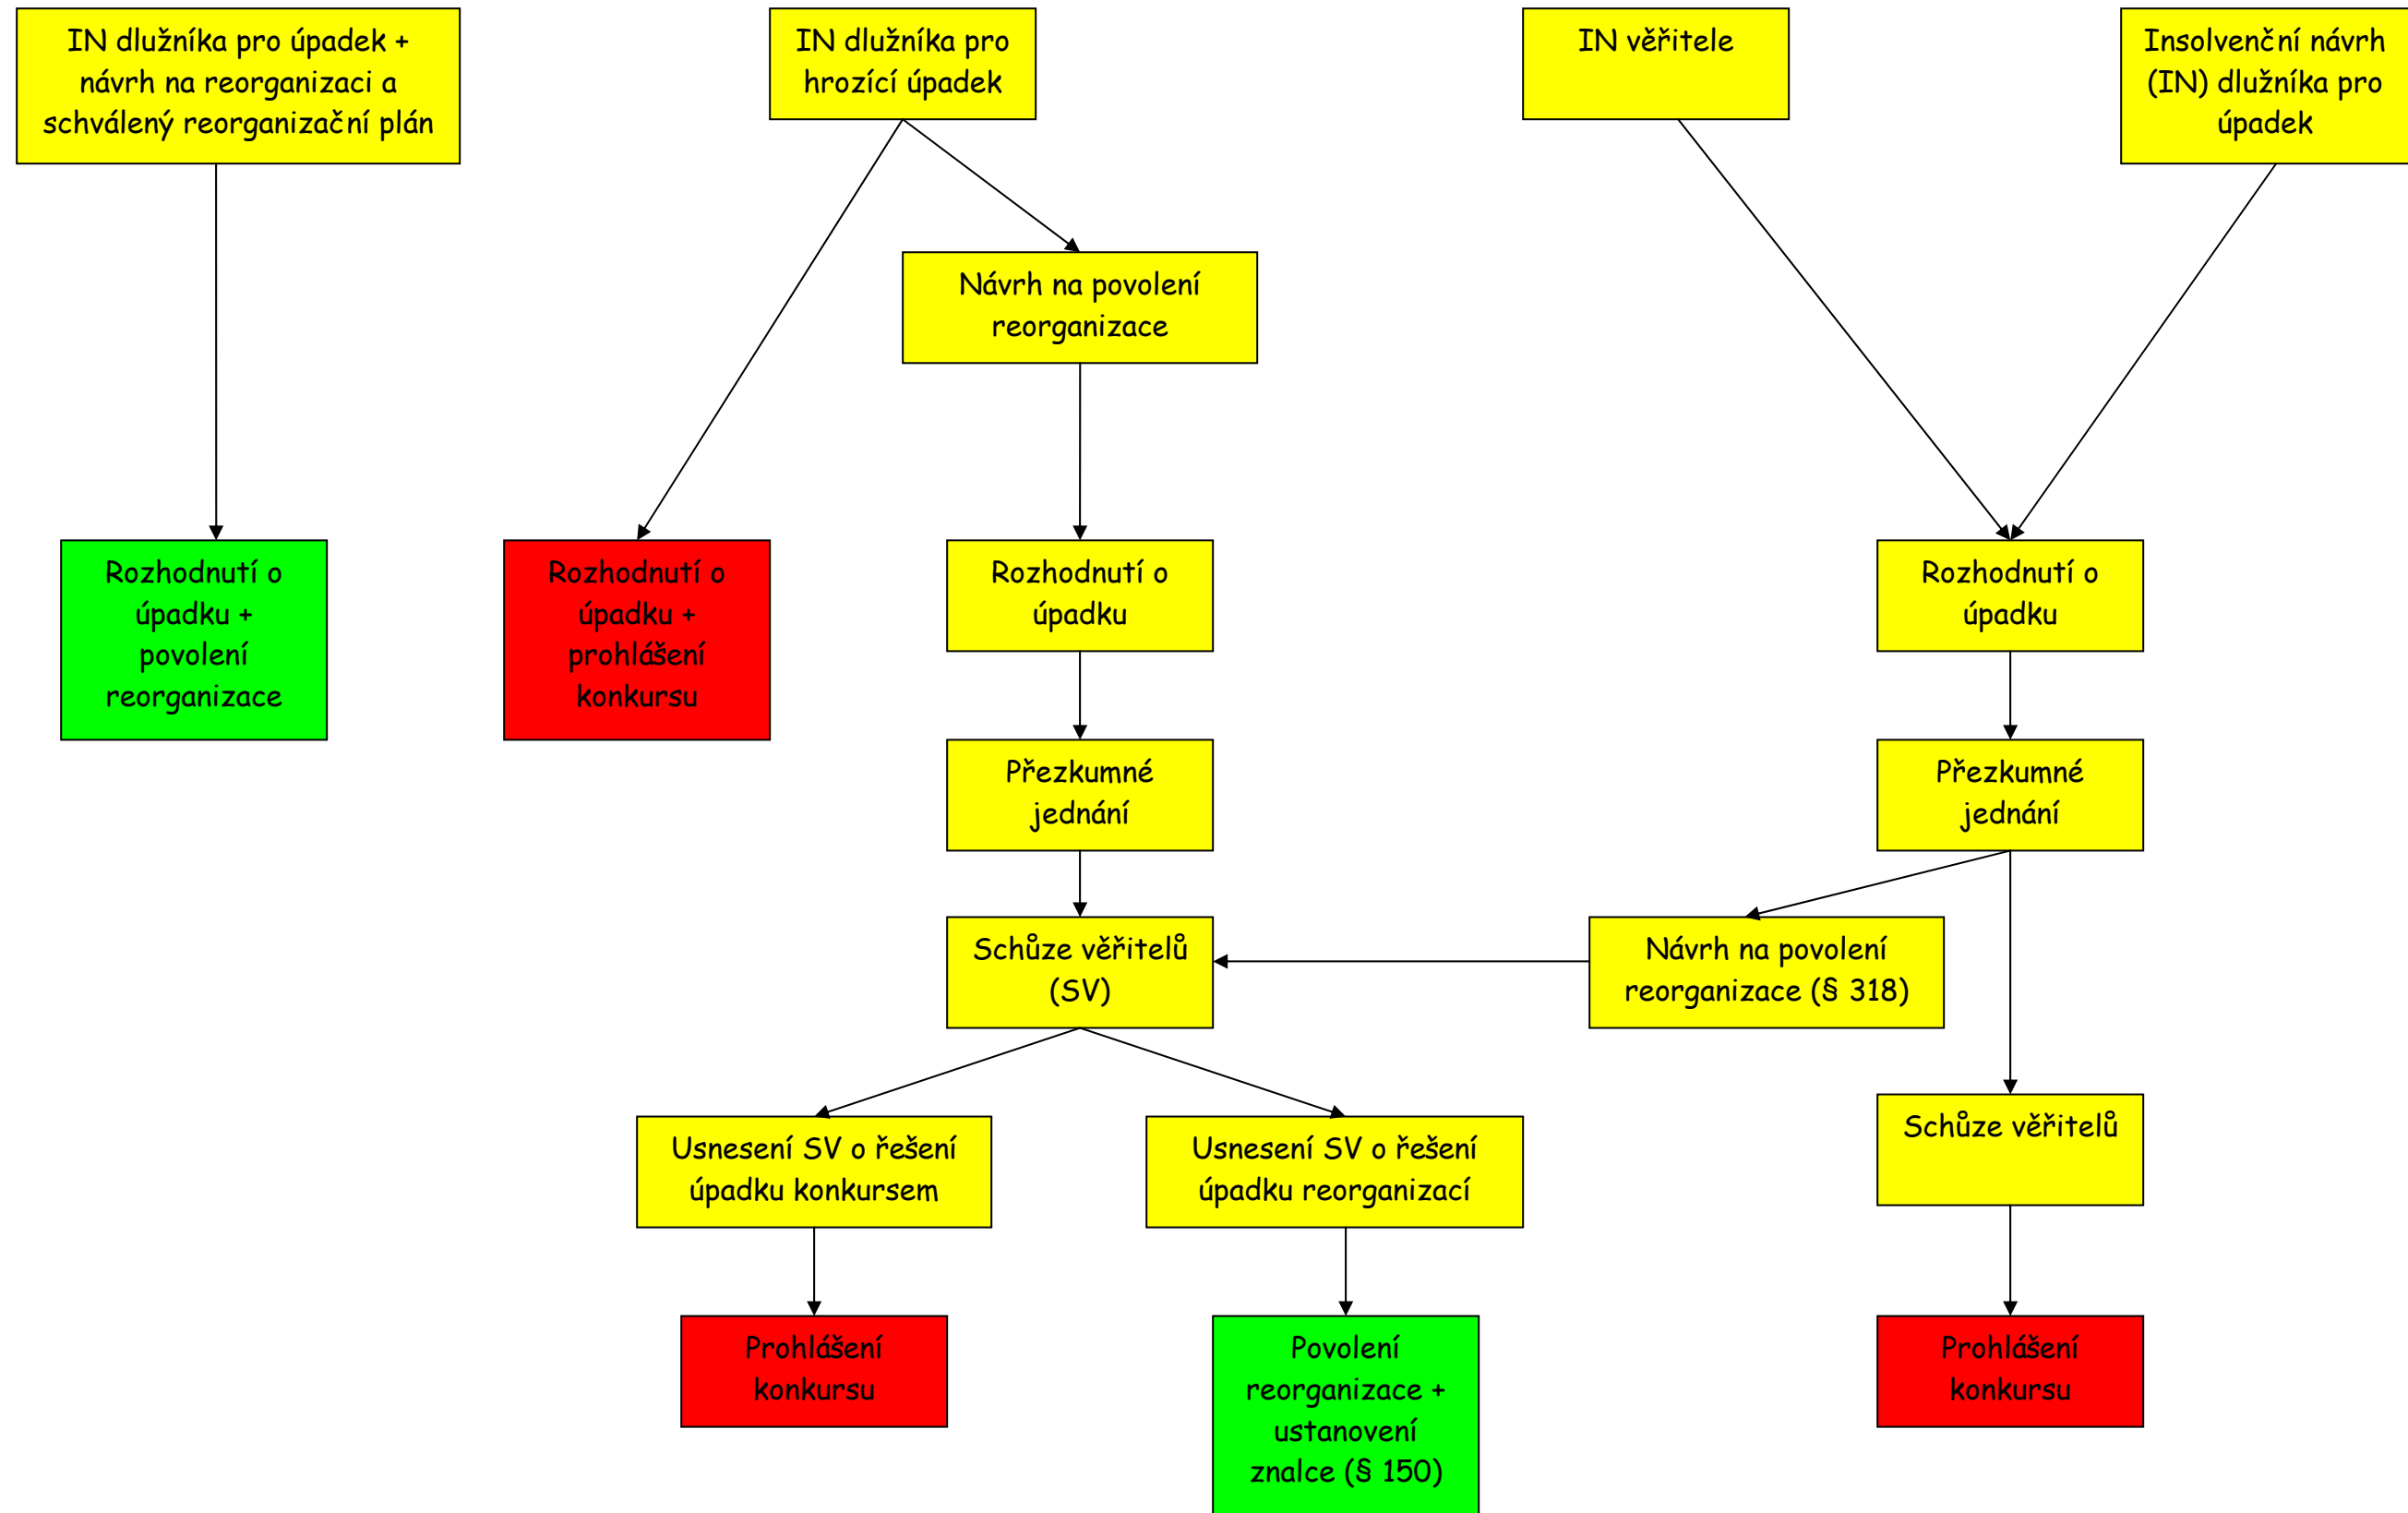 IN dlužníka pro úpadek +
návrh na reorganizaci a
schválený reorganizační plán
IN dlužníka pro
hrozící úpadek
IN věřitele
Insolvenční návrh
(IN) dlužníka pro
úpadek
Návrh na povolení
reorganizace
Rozhodnutí o
úpadku +
povolení
reorganizace
Rozhodnutí o
úpadku +
prohlášení
konkursu
Rozhodnutí o
úpadku
Rozhodnutí o
úpadku
Přezkumné
jednání
Přezkumné
jednání
Schůze věřitelů
(SV)
Návrh na povolení
reorganizace (§ 318)
Usnesení SV o řešení
úpadku konkursem
Usnesení SV o řešení
úpadku reorganizací
Schůze věřitelů
Prohlášení
konkursu
Povolení
reorganizace +
ustanovení
znalce (§ 150)
Prohlášení
konkursu